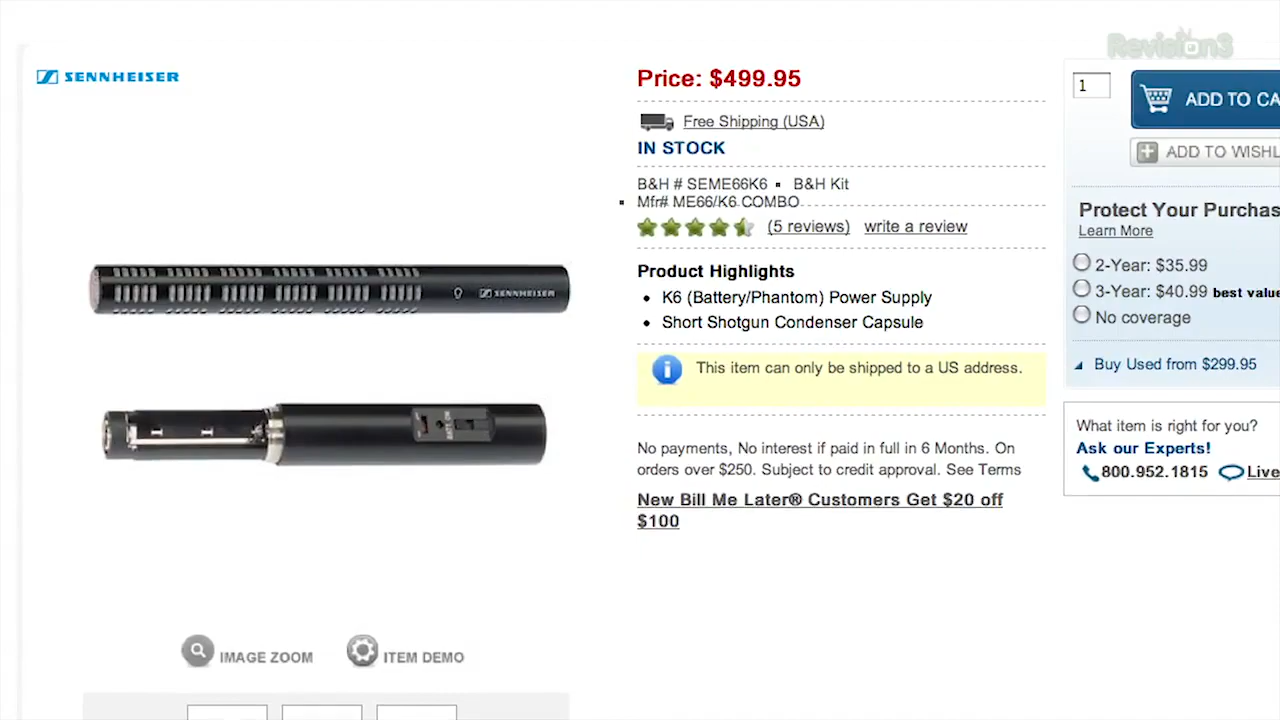 Revision3
SENNHEISER
Price: $499.95
Free Shipping (USA)
IN STOCK
B&H # SEME66K6 ▪ B&H Kit
▪ Mfr# ME66/K6 COMBO
(5 reviews) write a review
Product Highlights
• K6 (Battery/Phantom) Power Supply
• Short Shotgun Condenser Capsule
This item can only be shipped to a US address.
No payments, No interest if paid in full in 6 Months. On
orders over $250. Subject to credit approval. See Terms
New Bill Me Later® Customers Get $20 off
$100
SENNHEISER
IMAGE ZOOM
ITEM DEMO
1
ADD TO CA
ADD TO WISHL
Protect Your Purchas
Learn More
2-Year: $35.99
3-Year: $40.99 best value
No coverage
Buy Used from $299.95
What item is right for you?
Ask our Experts!
800.952.1815 Live